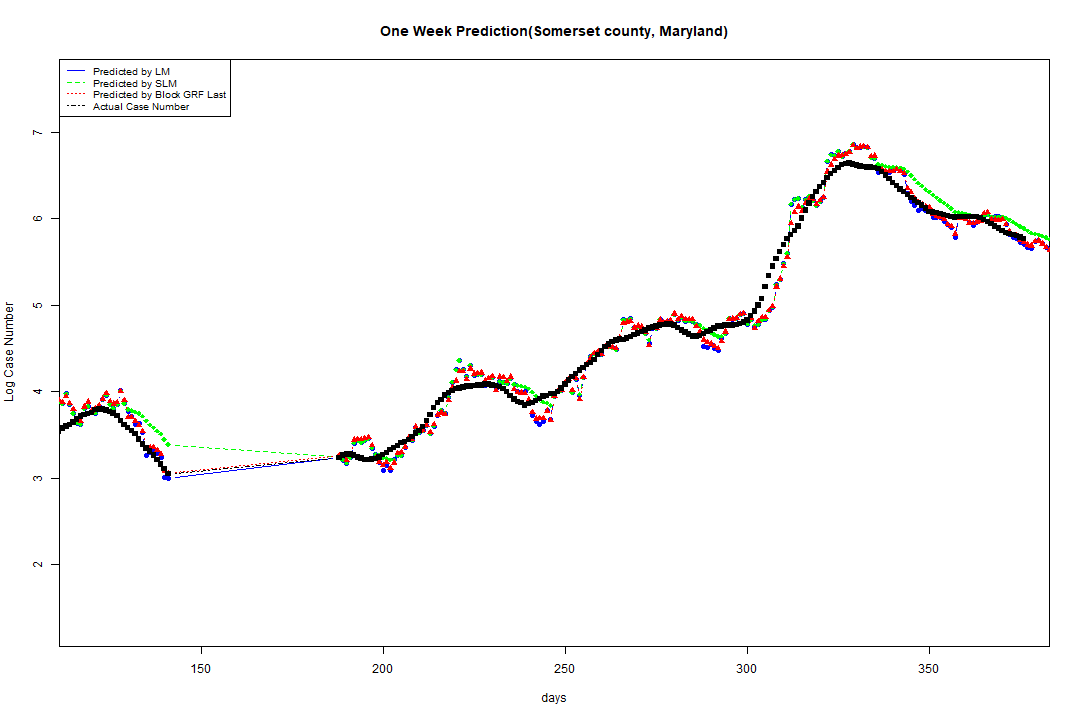 One Week Prediction(Somerset county, Maryland)
Predicted by LM
Predicted by SLM
Predicted by Block GRF Last
Actual Case Number
7
6
5
4
3
2
Log Case Number
150 200 250 300 350
days